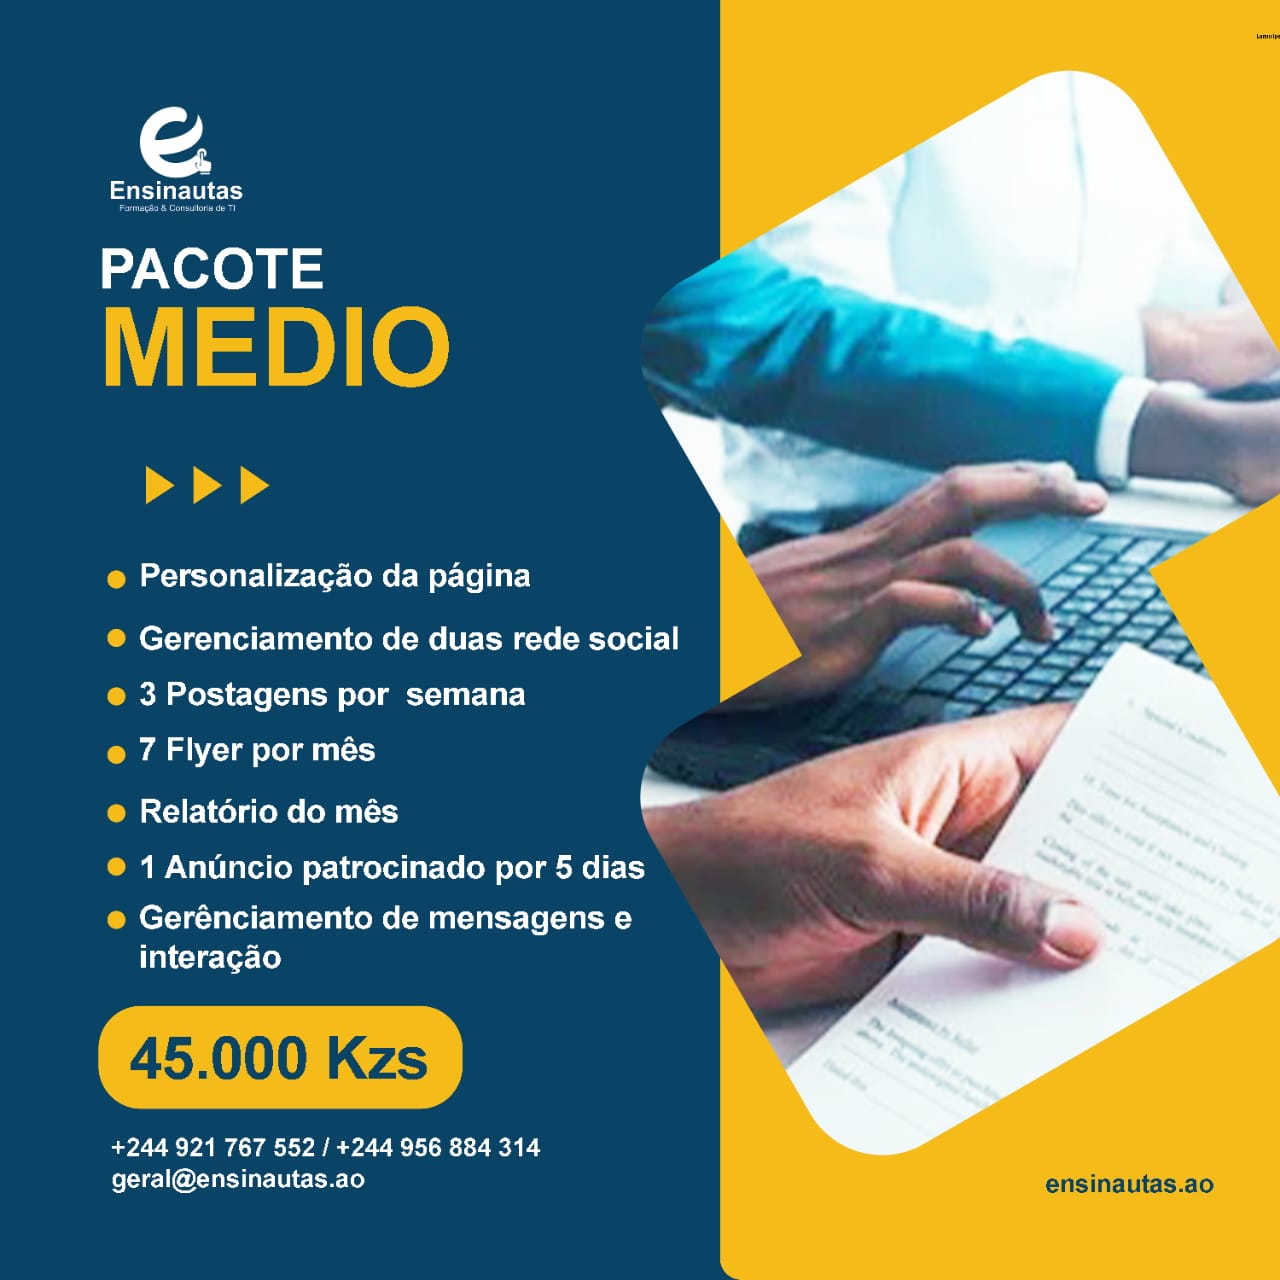 Ensinautas
Formação & Consultoria de TI
PACOTE
MEDIO
Personalização da página
Gerenciamento de duas rede social
3 Postagens por semana
7 Flyer por mês
Relatório do mês
1 Anúncio patrocinado por 5 dias
Gerênciamento de mensagens e
interação
45.000 Kzs
+244 921 767 552 / +244 956 884 314
geral@ensinautas.ao
ensinautas.ao